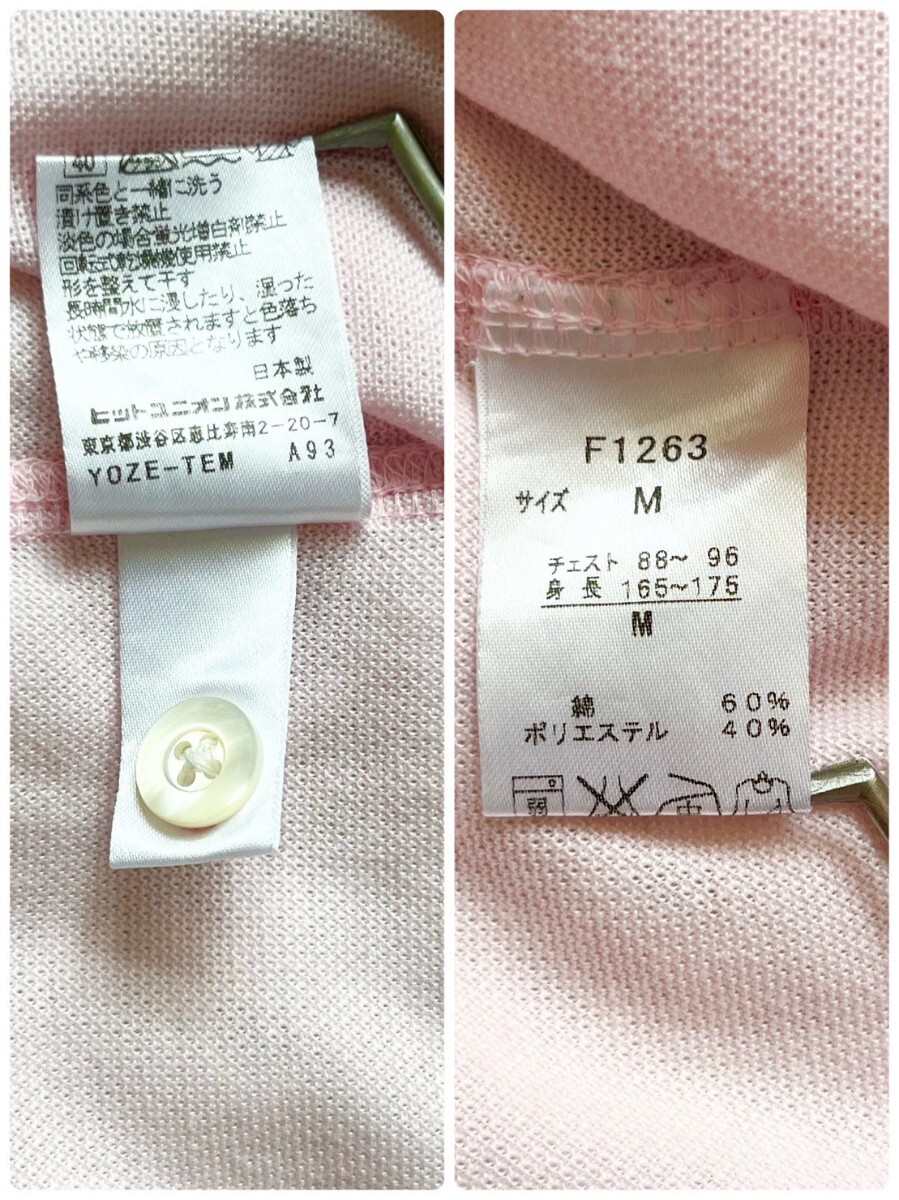 40
同系色と一緒に洗う
漬け置き禁止
淡色の場合蛍光増白剤禁止
回転式乾燥機使用禁止
形を整えて干す
長時間水に浸したり、湿った
状態で放置されますと色落ち
や移染の原因となります
日本製
ヒットユニオン株式会社
東京都渋谷区恵比寿南2-20-7
YOZE-TEM A93
F1263
サイズ M
チェスト 88～ 96
身長 165～175
M
綿 60%
ポリエステル 40%
弱